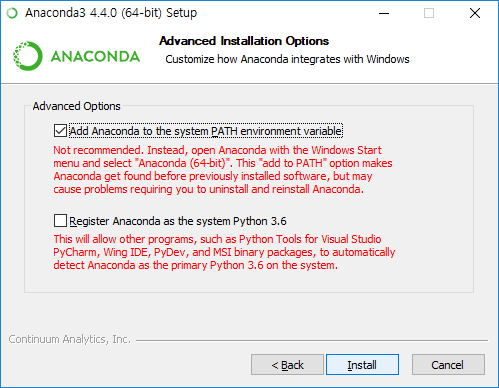 Anaconda3 4.4.0 (64-bit) Setup
ANACONDA
Advanced Installation Options
Customize how Anaconda integrates with Windows
Advanced Options
Add Anaconda to the system PATH environment variable
Not recommended. Instead, open Anaconda with the Windows Start
menu and select "Anaconda (64-bit)". This "add to PATH" option makes
Anaconda get found before previously installed software, but may
cause problems requiring you to uninstall and reinstall Anaconda.
Register Anaconda as the system Python 3.6
This will allow other programs, such as Python Tools for Visual Studio
PyCharm, Wing IDE, PyDev, and MSI binary packages, to automatically
detect Anaconda as the primary Python 3.6 on the system.
Continuum Analytics, Inc.
< Back
Install
Cancel